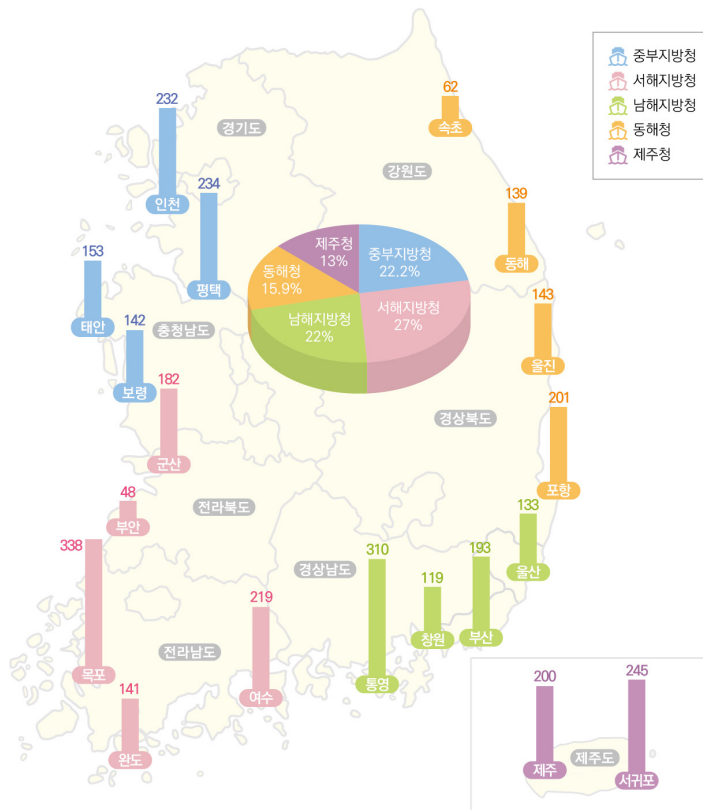 중부지방청
서해지방청
남해지방청
동해청
제주청
62
속초
232
인천
경기도
강원도
234
평택
139
동해
153
태안
제주청
13%
중부지방청
22.2%
동해청
15.9%
서해지방청
27%
남해지방청
22%
142
보령
충청남도
143
울진
182
군산
201
포항
경상북도
48
부안
전라북도
133
울산
338
목포
310
통영
경상남도
119
창원
193
부산
219
여수
전라남도
141
완도
200
제주
245
서귀포
제주도